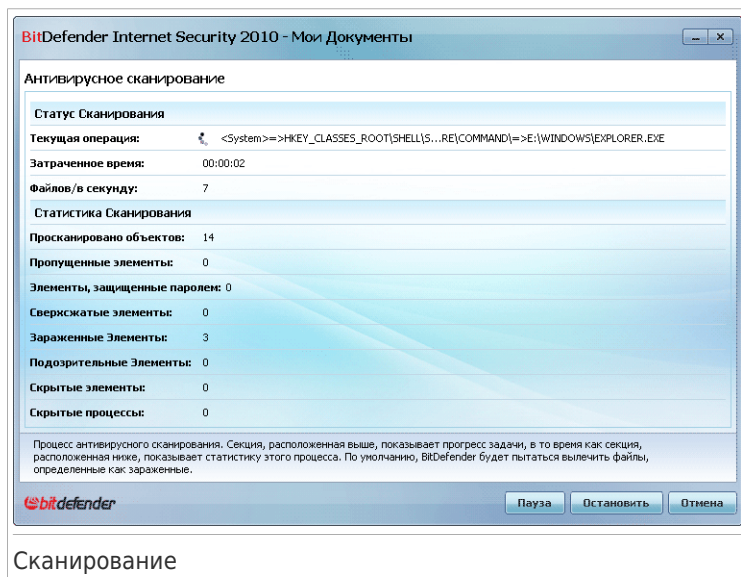 BitDefender Internet Security 2010 - Мои Документы
Антивирусное сканирование
Статус Сканирования
Текущая операция: <System>=>HKEY_CLASSES_ROOT\SHELL\S...RE\COMMAND\=>E:\WINDOWS\EXPLORER.EXE
Затраченное время: 00:00:02
Файлов/в секунду: 7
Статистика Сканирования
Просканировано объектов: 14
Пропущенные элементы: 0
Элементы, защищенные паролем: 0
Сверхсжатые элементы: 0
Зараженные Элементы: 3
Подозрительные Элементы: 0
Скрытые элементы: 0
Скрытые процессы: 0
Процесс антивирусного сканирования. Секция, расположенная выше, показывает прогресс задачи, в то время как секция,
расположенная ниже, показывает статистику этого процесса. По умолчанию, BitDefender будет пытаться вылечить файлы,
определенные как зараженные.
bitdefender Пауза Остановить Отмена
Сканирование